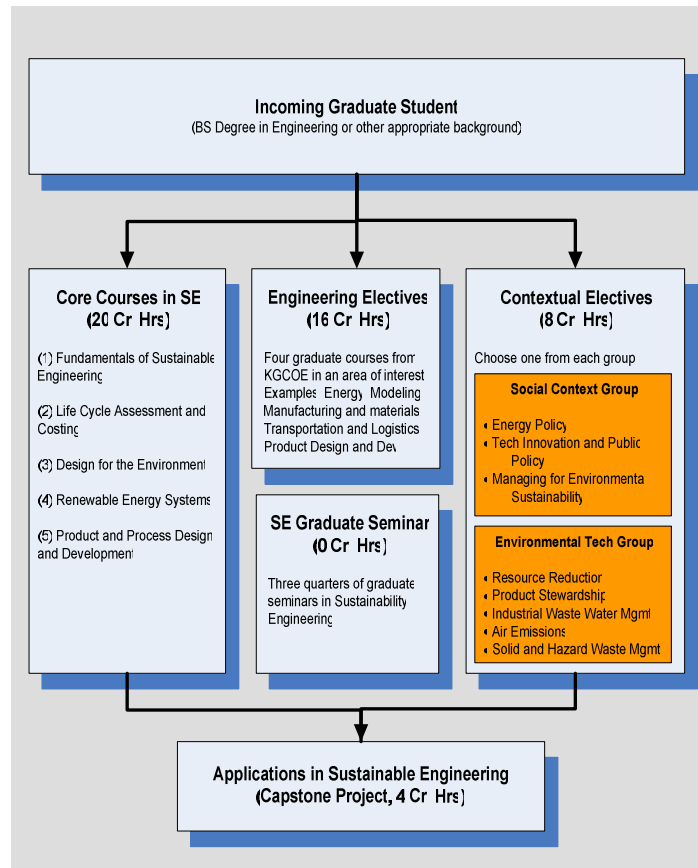 Incoming Graduate Student
(BS Degree in Engineering or other appropriate background)
Core Courses in SE
(20 Cr Hrs)
(1) Fundamentals of Sustainable
Engineering
(2) Life Cycle Assessment and
Costing
(3) Design for the Environment
(4) Renewable Energy Systems
(5) Product and Process Design
and Development
Engineering Electives
(16 Cr Hrs)
Four graduate courses from
KGCOE in an area of interest
Examples Energy Modeling
Manufacturing and materials
Transportation and Logistics
Product Design and Dev
SE Graduate Seminar
(0 Cr Hrs)
Three quarters of graduate
seminars in Sustainability
Engineering
Contextual Electives
(8 Cr Hrs)
Choose one from each group
Social Context Group
• Energy Policy
• Tech Innovation and Public
Policy
• Managing for Environmenta
Sustainability
Environmental Tech Group
• Resource Reduction
• Product Stewardship
• Industrial Waste Water Mgmt
• Air Emissions
• Solid and Hazard Waste Mgmt
Applications in Sustainable Engineering
(Capstone Project, 4 Cr Hrs)